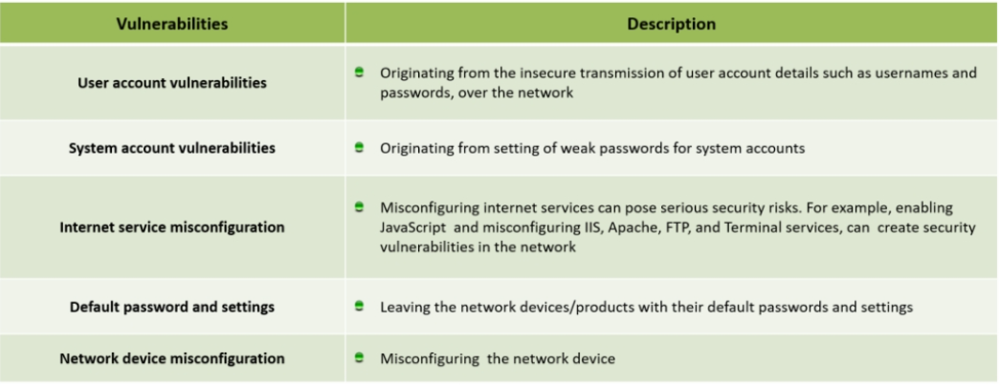 Vulnerabilities
Description
User account vulnerabilities
Originating from the insecure transmission of user account details such as usernames and
passwords, over the network
System account vulnerabilities
Originating from setting of weak passwords for system accounts
Internet service misconfiguration
Misconfiguring internet services can pose serious security risks. For example, enabling
JavaScript and misconfiguring IIS, Apache, FTP, and Terminal services, can create security
vulnerabilities in the network
Default password and settings
Leaving the network devices/products with their default passwords and settings
Network device misconfiguration
Misconfiguring the network device